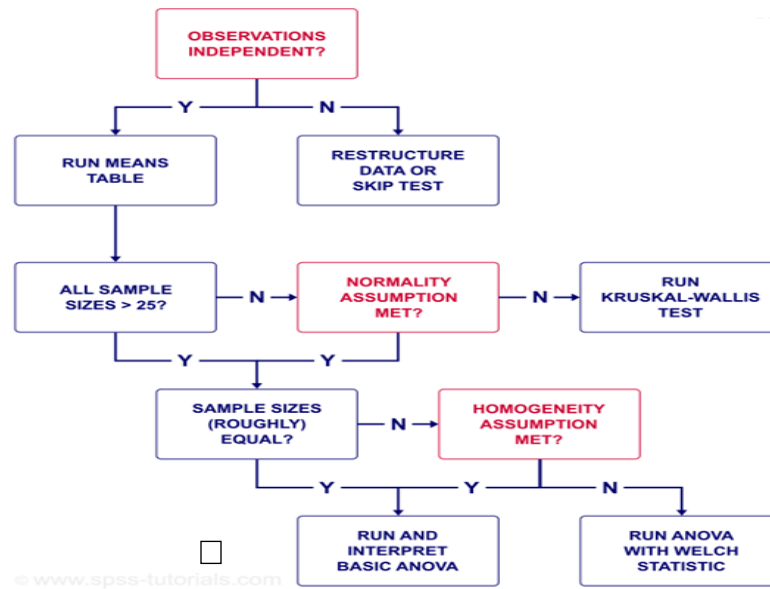 OBSERVATIONS
INDEPENDENT?
Y
N
RUN MEANS
TABLE
RESTRUCTURE
DATA OR
SKIP TEST
ALL SAMPLE
SIZES > 25?
N
NORMALITY
ASSUMPTION
MET?
N
RUN
KRUSKAL-WALLIS
TEST
Y
Y
SAMPLE SIZES
(ROUGHLY)
EQUAL?
N
HOMOGENEITY
ASSUMPTION
MET?
Y
Y
N
RUN AND
INTERPRET
BASIC ANOVA
RUN ANOVA
WITH WELCH
STATISTIC
© www.spss-tutorials.com